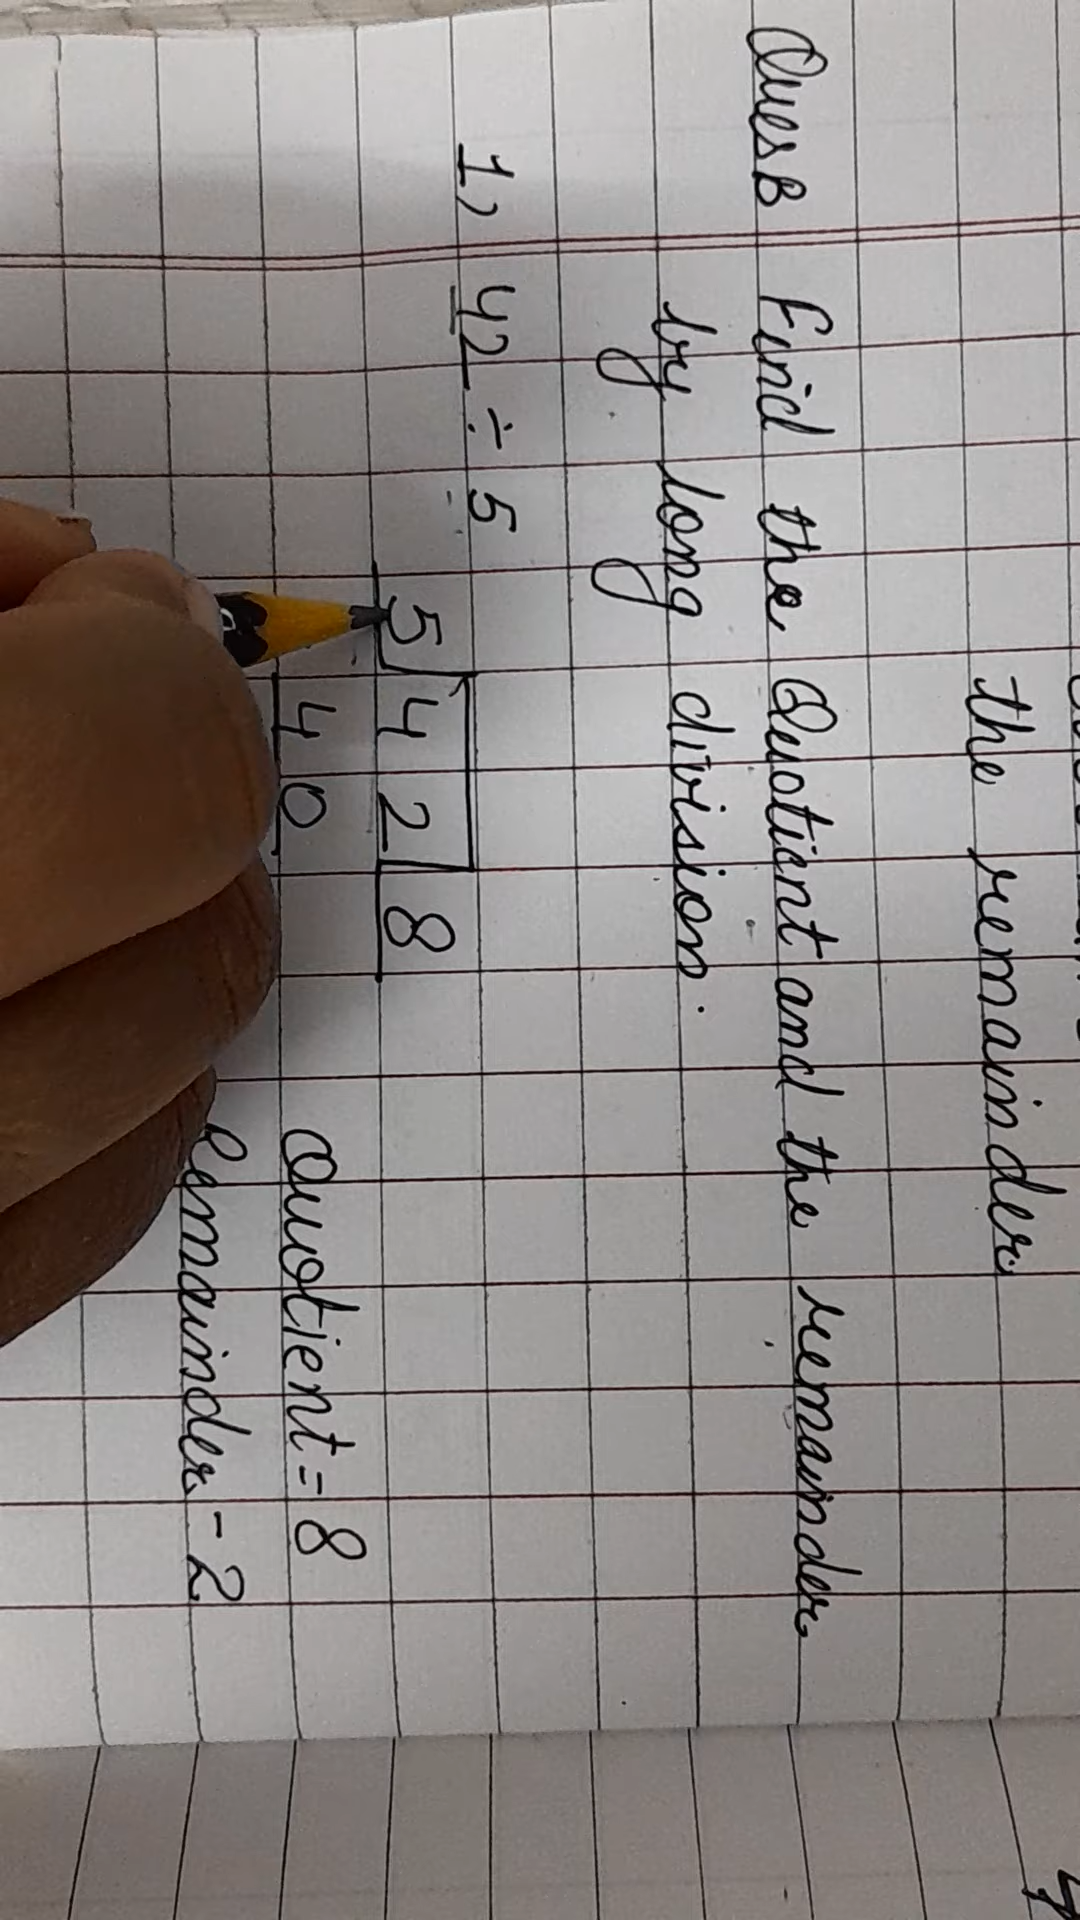 the remainder.
Ques B Find the Quotient and the remainder
by long division.
1) 42 ÷ 5
5 42 8
40
Quotient = 8
Remainder - 2